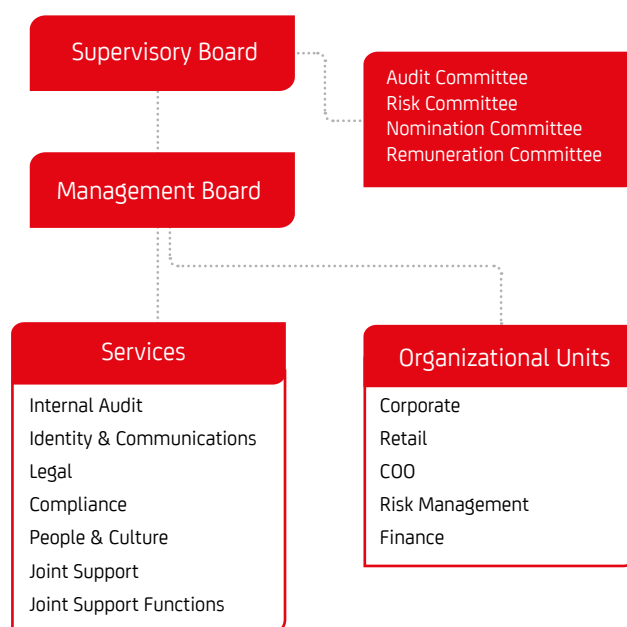 Supervisory Board
Audit Committee
Risk Committee
Nomination Committee
Remuneration Committee
Management Board
Services
Internal Audit
Identity & Communications
Legal
Compliance
People & Culture
Joint Support
Joint Support Functions
Organizational Units
Corporate
Retail
COO
Risk Management
Finance